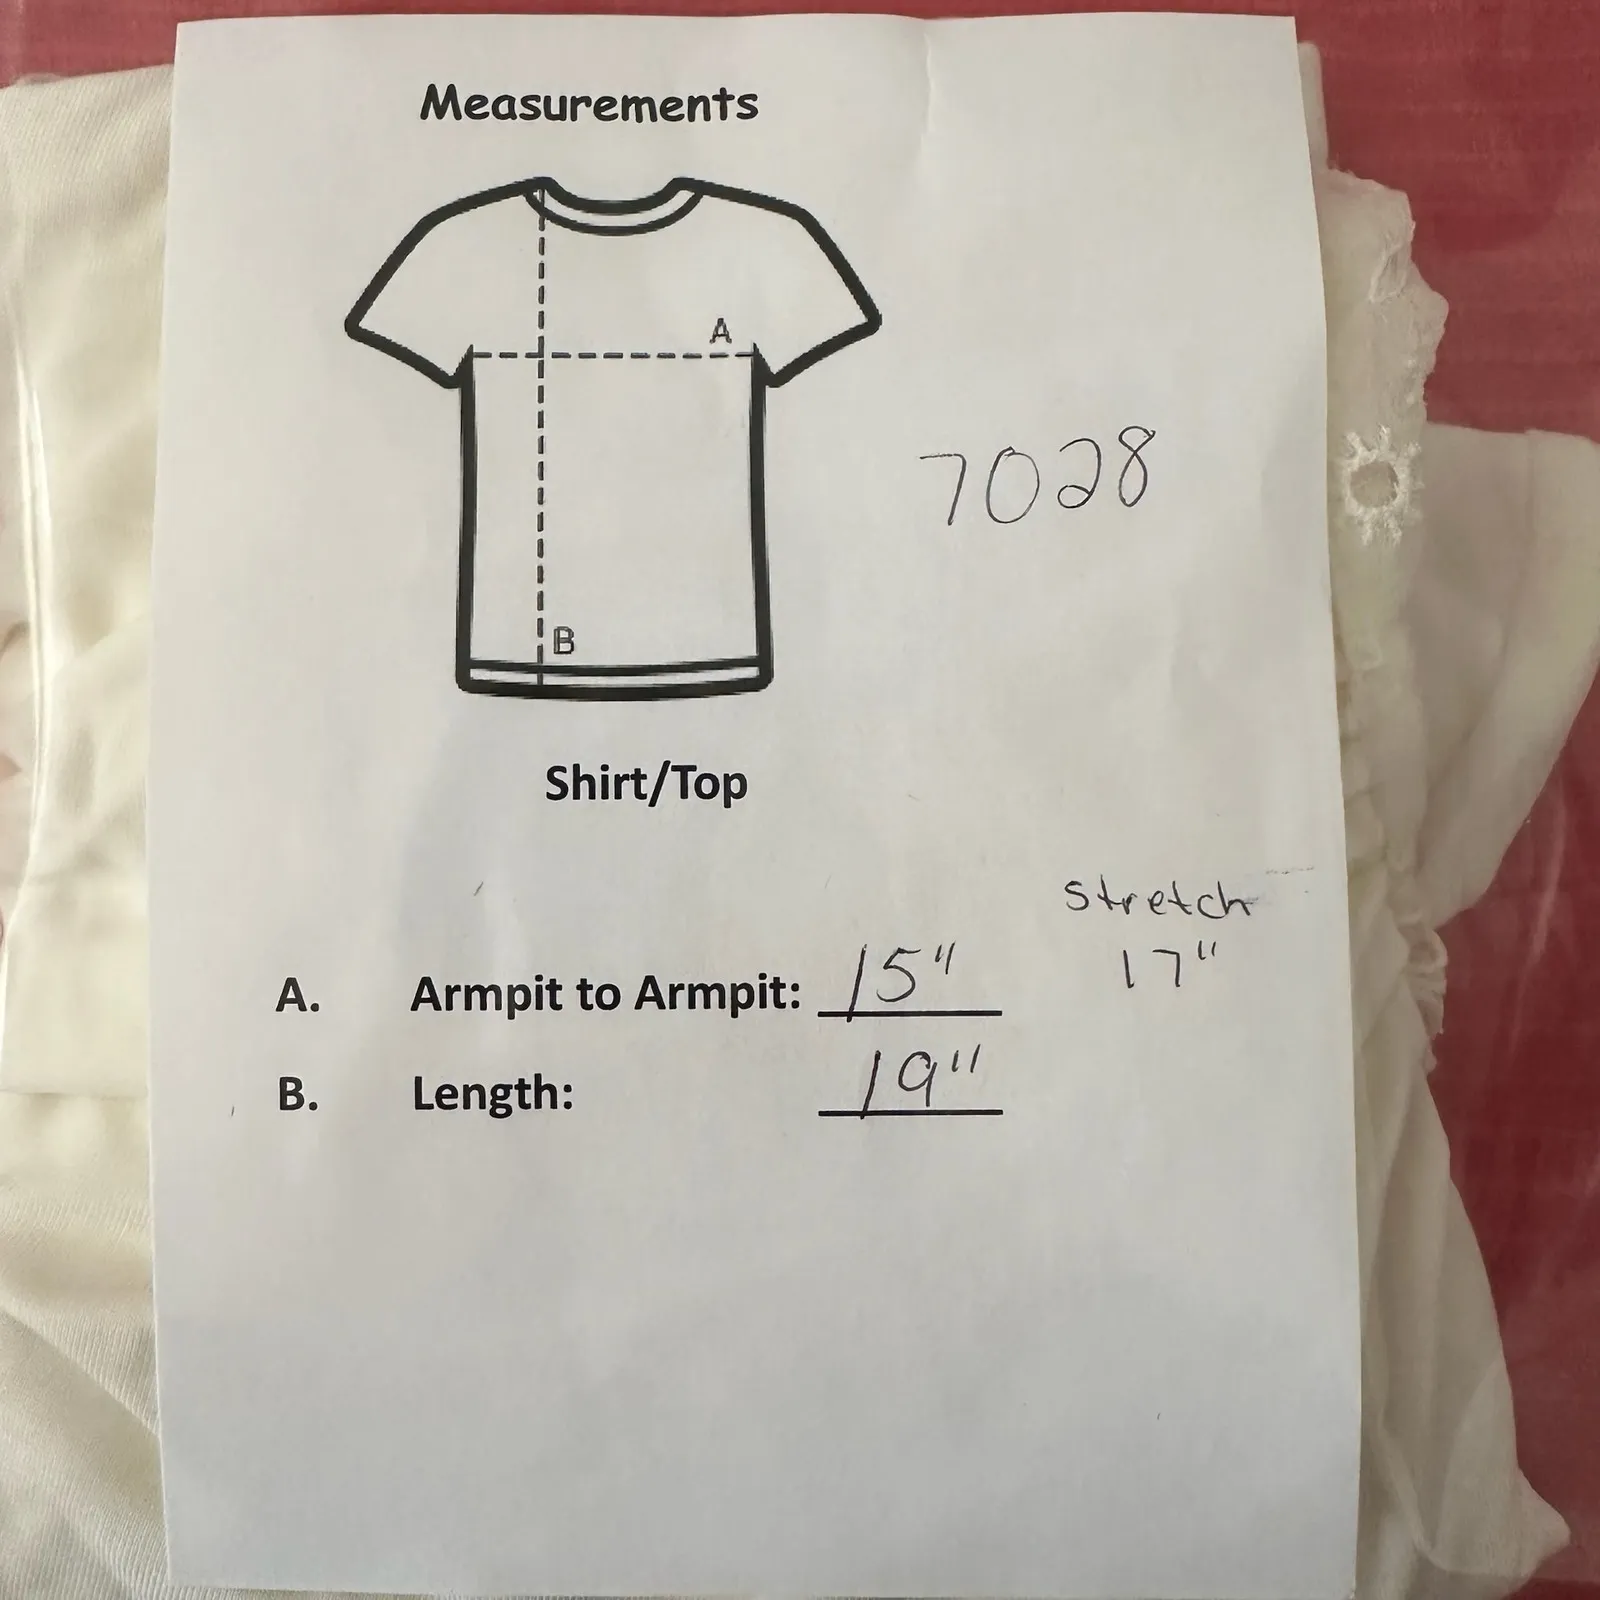 Measurements
A
7028
B
Shirt/Top
Stretch
A. Armpit to Armpit: 15" 17"
B. Length: 19"